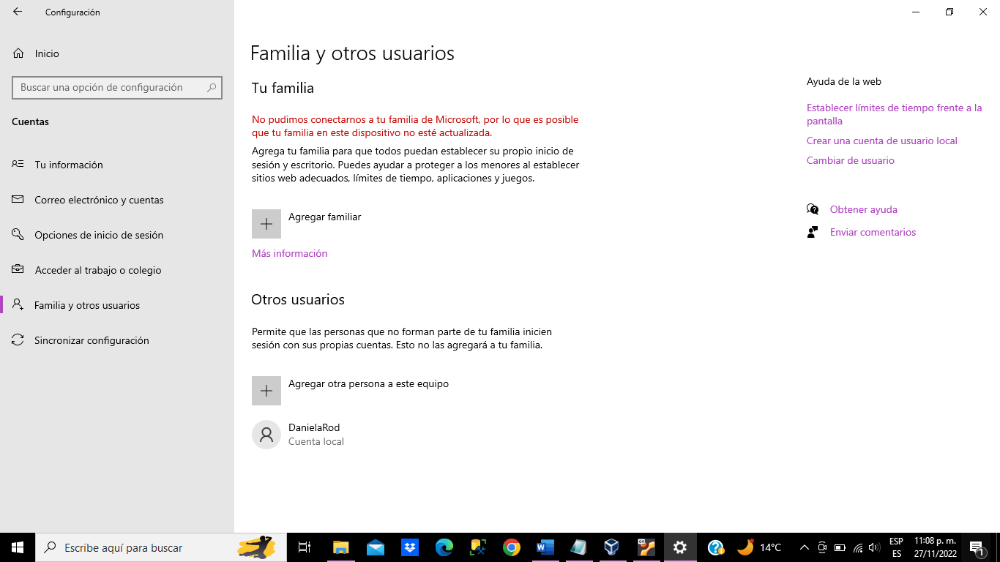 Configuración
Inicio
Buscar una opción de configuración
Cuentas
Tu información
Correo electrónico y cuentas
Opciones de inicio de sesión
Acceder al trabajo o colegio
Familia y otros usuarios
Sincronizar configuración
Familia y otros usuarios
Tu familia
No pudimos conectarnos a tu familia de Microsoft, por lo que es posible
que tu familia en este dispositivo no esté actualizada.
Agrega tu familia para que todos puedan establecer su propio inicio de
sesión y escritorio. Puedes ayudar a proteger a los menores al establecer
sitios web adecuados, límites de tiempo, aplicaciones y juegos.
Agregar familiar
Más información
Otros usuarios
Permite que las personas que no forman parte de tu familia inicien
sesión con sus propias cuentas. Esto no las agregará a tu familia.
Agregar otra persona a este equipo
DanielaRod
Cuenta local
Ayuda de la web
Establecer límites de tiempo frente a la
pantalla
Crear una cuenta de usuario local
Cambiar de usuario
Obtener ayuda
Enviar comentarios
Escribe aquí para buscar
14°C
ESP
ES
11:08 p. m.
27/11/2022
1